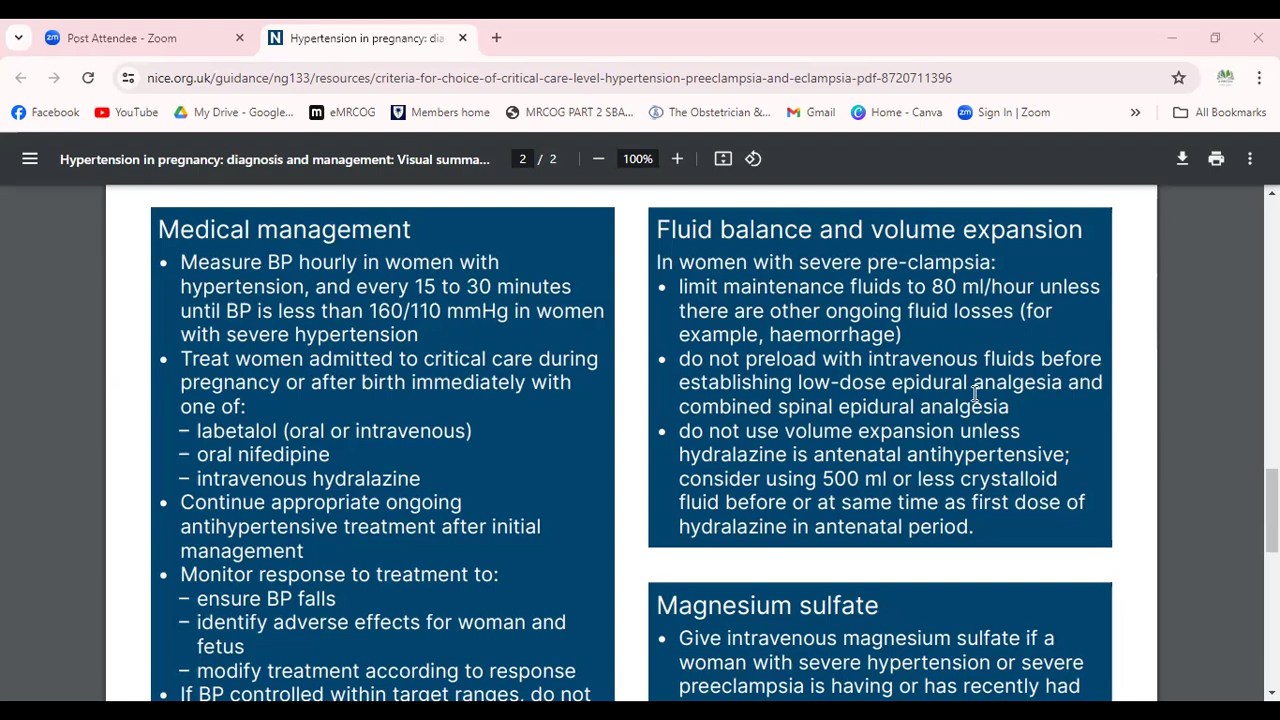 Post Attendee - Zoom
Hypertension in pregnancy: dia
nice.org.uk/guidance/ng133/resources/criteria-for-choice-of-critical-care-level-hypertension-preeclampsia-and-eclampsia-pdf-8720711396
Facebook
YouTube
My Drive - Google...
eMRCOG
Members home
MRCOG PART 2 SBA...
The Obstetrician &...
Gmail
Home - Canva
Sign In | Zoom
All Bookmarks
Hypertension in pregnancy: diagnosis and management: Visual summa...
2 / 2
100%
Medical management
• Measure BP hourly in women with
hypertension, and every 15 to 30 minutes
until BP is less than 160/110 mmHg in women
with severe hypertension
• Treat women admitted to critical care during
pregnancy or after birth immediately with
one of:
– labetalol (oral or intravenous)
– oral nifedipine
– intravenous hydralazine
• Continue appropriate ongoing
antihypertensive treatment after initial
management
• Monitor response to treatment to:
– ensure BP falls
– identify adverse effects for woman and
fetus
– modify treatment according to response
• If BP controlled within target ranges, do not
Fluid balance and volume expansion
In women with severe pre-clampsia:
• limit maintenance fluids to 80 ml/hour unless
there are other ongoing fluid losses (for
example, haemorrhage)
• do not preload with intravenous fluids before
establishing low-dose epidural analgesia and
combined spinal epidural analgesia
• do not use volume expansion unless
hydralazine is antenatal antihypertensive;
consider using 500 ml or less crystalloid
fluid before or at same time as first dose of
hydralazine in antenatal period.
Magnesium sulfate
• Give intravenous magnesium sulfate if a
woman with severe hypertension or severe
preeclampsia is having or has recently had